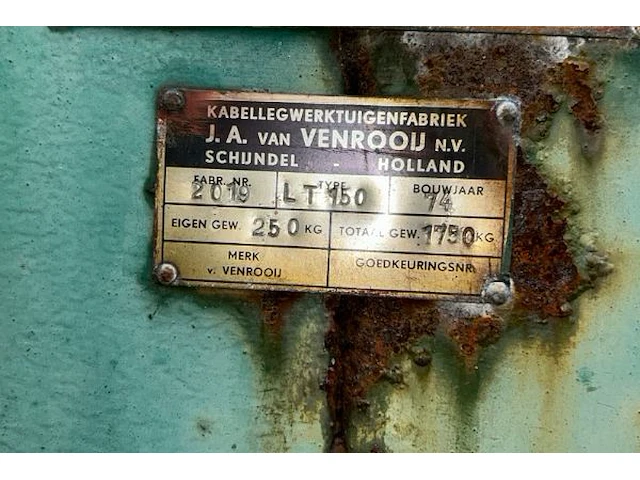 KABELLEGWERKTUIGENFABRIEK
J. A. VAN VENROOIJ N.V.
SCHIJNDEL - HOLLAND
FABR. NR. TYPE BOUWJAAR
2019 LT 150 74
EIGEN GEW. 250 KG TOTAAL GEW. 1750 KG
MERK GOEDKEURINGSNR.
v. VENROOIJ